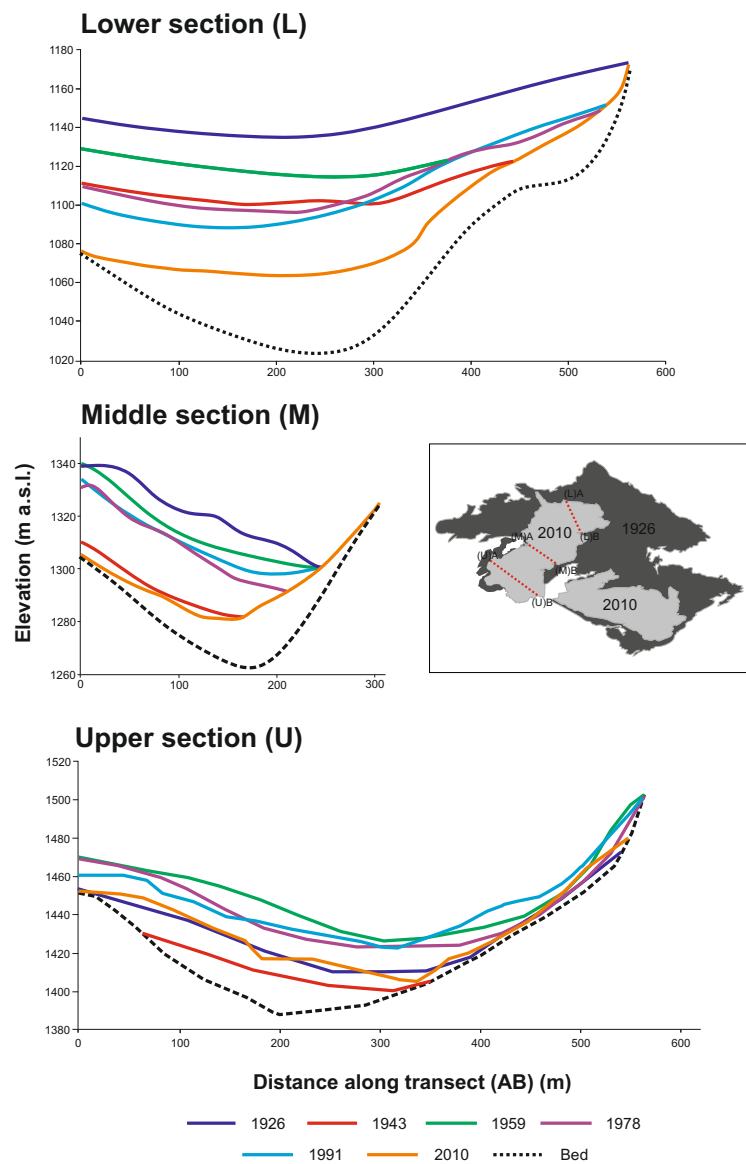 Lower section (L)
1180
1160
1140
1120
1100
1080
1060
1040
1020
0 100 200 300 400 500 600
Middle section (M)
1340
1320
1300
1280
1260
0 100 200 300
Elevation (m a.s.l.)
(L)A
2010
1926
(L)B
(M)A
(M)B
(U)A
(U)B
2010
Upper section (U)
1520
1500
1480
1460
1440
1420
1400
1380
0 100 200 300 400 500 600
Distance along transect (AB) (m)
1926 1943 1959 1978
1991 2010 Bed